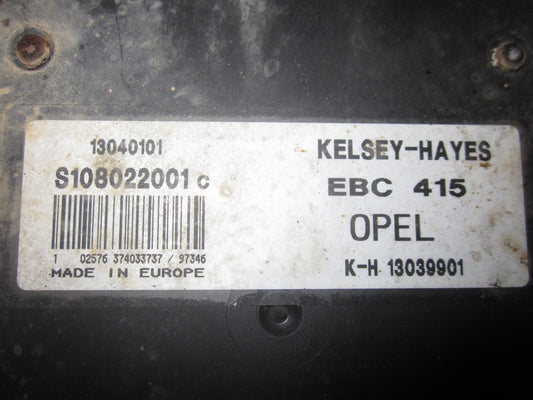 13040101
S108022001 c
1 02576 374033737 / 97346
MADE IN EUROPE
KELSEY-HAYES
EBC 415
OPEL
K-H 13039901